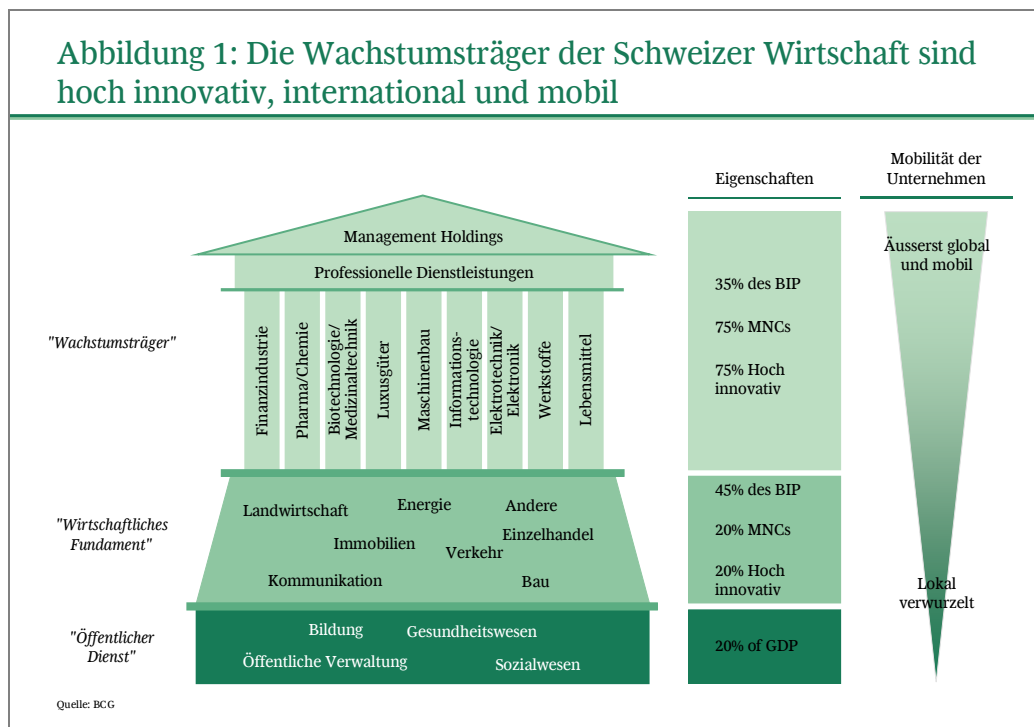 Abbildung 1: Die Wachstumsträger der Schweizer Wirtschaft sind
hoch innovativ, international und mobil
Eigenschaften
Mobilität der
Unternehmen
"Wachstumsträger"
Management Holdings
Professionelle Dienstleistungen
Finanzindustrie
Pharma/Chemie
Biotechnologie/
Medizinaltechnik
Luxusgüter
Maschinenbau
Informations-
technologie
Elektrotechnik/
Elektronik
Werkstoffe
Lebensmittel
35% des BIP
75% MNCs
75% Hoch
innovativ
Äusserst global
und mobil
"Wirtschaftliches
Fundament"
Landwirtschaft
Energie
Andere
Immobilien
Verkehr
Einzelhandel
Kommunikation
Bau
45% des BIP
20% MNCs
20% Hoch
innovativ
Lokal
verwurzelt
"Öffentlicher
Dienst"
Bildung
Gesundheitswesen
Öffentliche Verwaltung
Sozialwesen
20% of GDP
Quelle: BCG